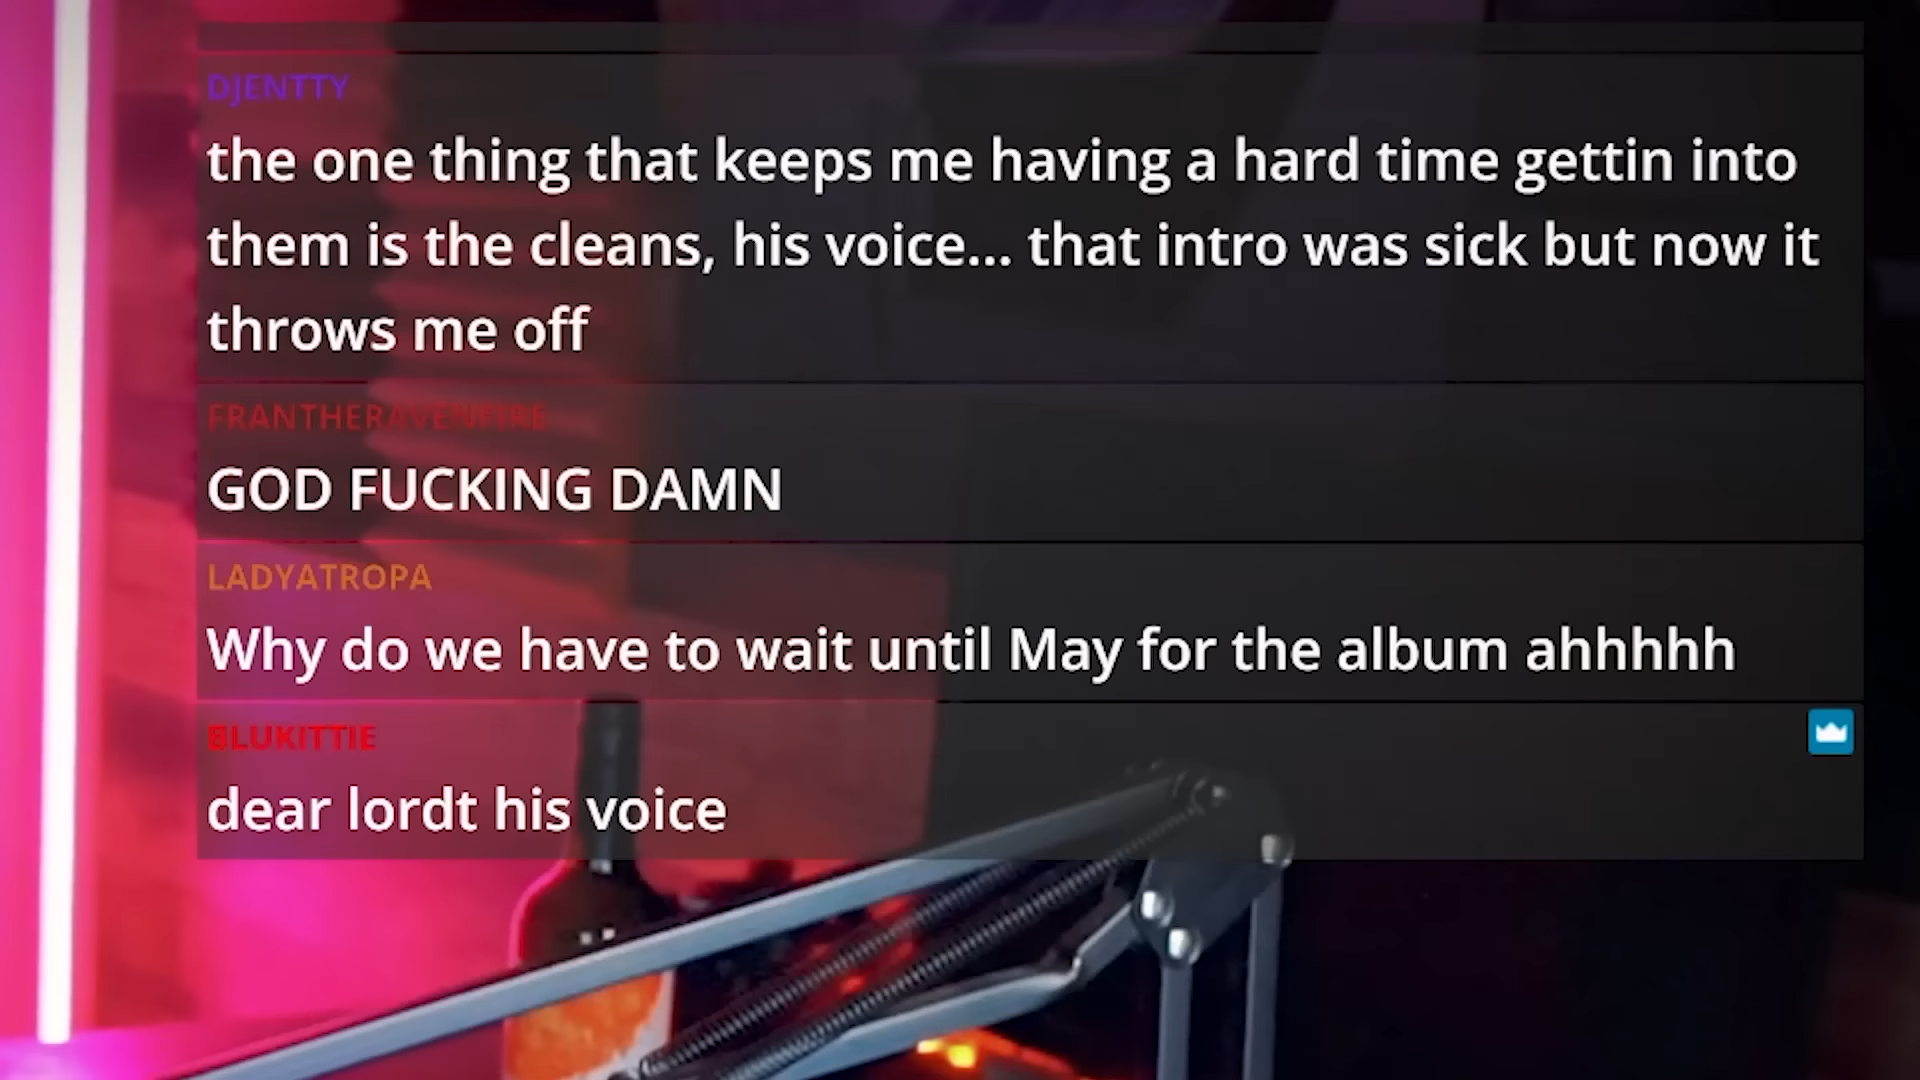 DJENTTY
the one thing that keeps me having a hard time gettin into
them is the cleans, his voice... that intro was sick but now it
throws me off
FRANTHERAVENFIRE
GOD FUCKING DAMN
LADYATROPA
Why do we have to wait until May for the album ahhhhh
BLUKITTIE
dear lordt his voice